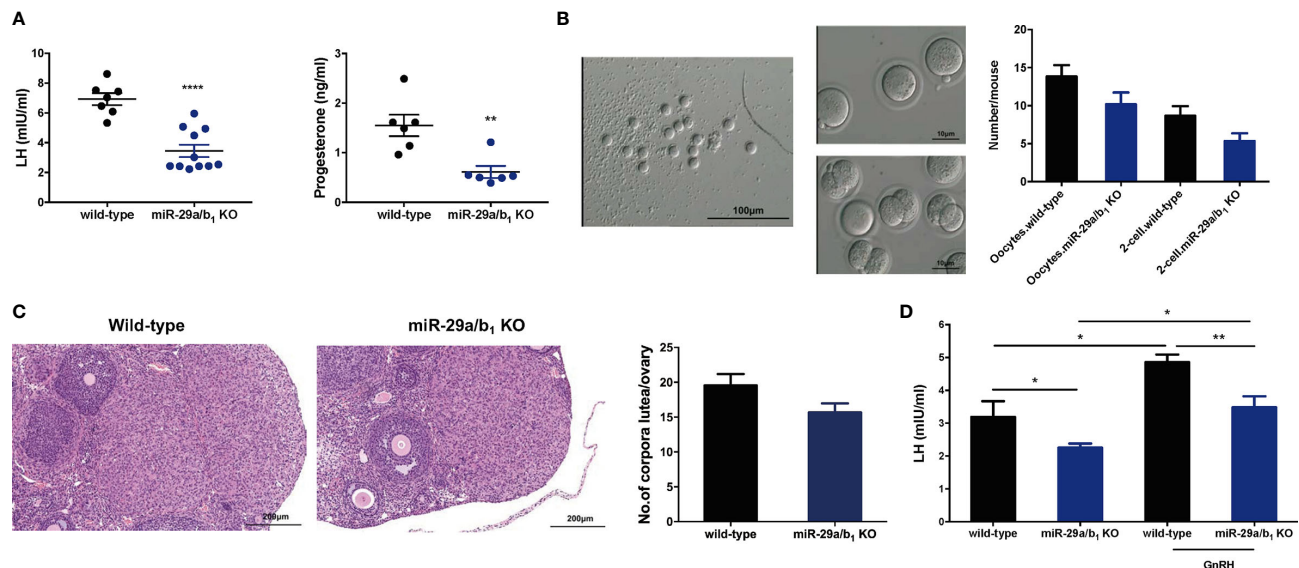 A
LH (mIU/ml)
10
8
6
4
2
0
****
wild-type
miR-29a/b1 KO
Progesterone (ng/ml)
3
2
1
0
**
wild-type
miR-29a/b1 KO
B
100μm
10μm
10μm
Number/mouse
20
15
10
5
0
Oocytes.wild-type
Oocytes.miR-29a/b1 KO
2-cell.wild-type
2-cell.miR-29a/b1 KO
C
Wild-type
200μm
miR-29a/b1 KO
200μm
No.of corpora lutea/ovary
25
20
15
10
5
0
wild-type
miR-29a/b1 KO
D
LH (mIU/ml)
6
5
4
3
2
1
0
*
*
*
**
wild-type
miR-29a/b1 KO
wild-type
miR-29a/b1 KO
GnRH